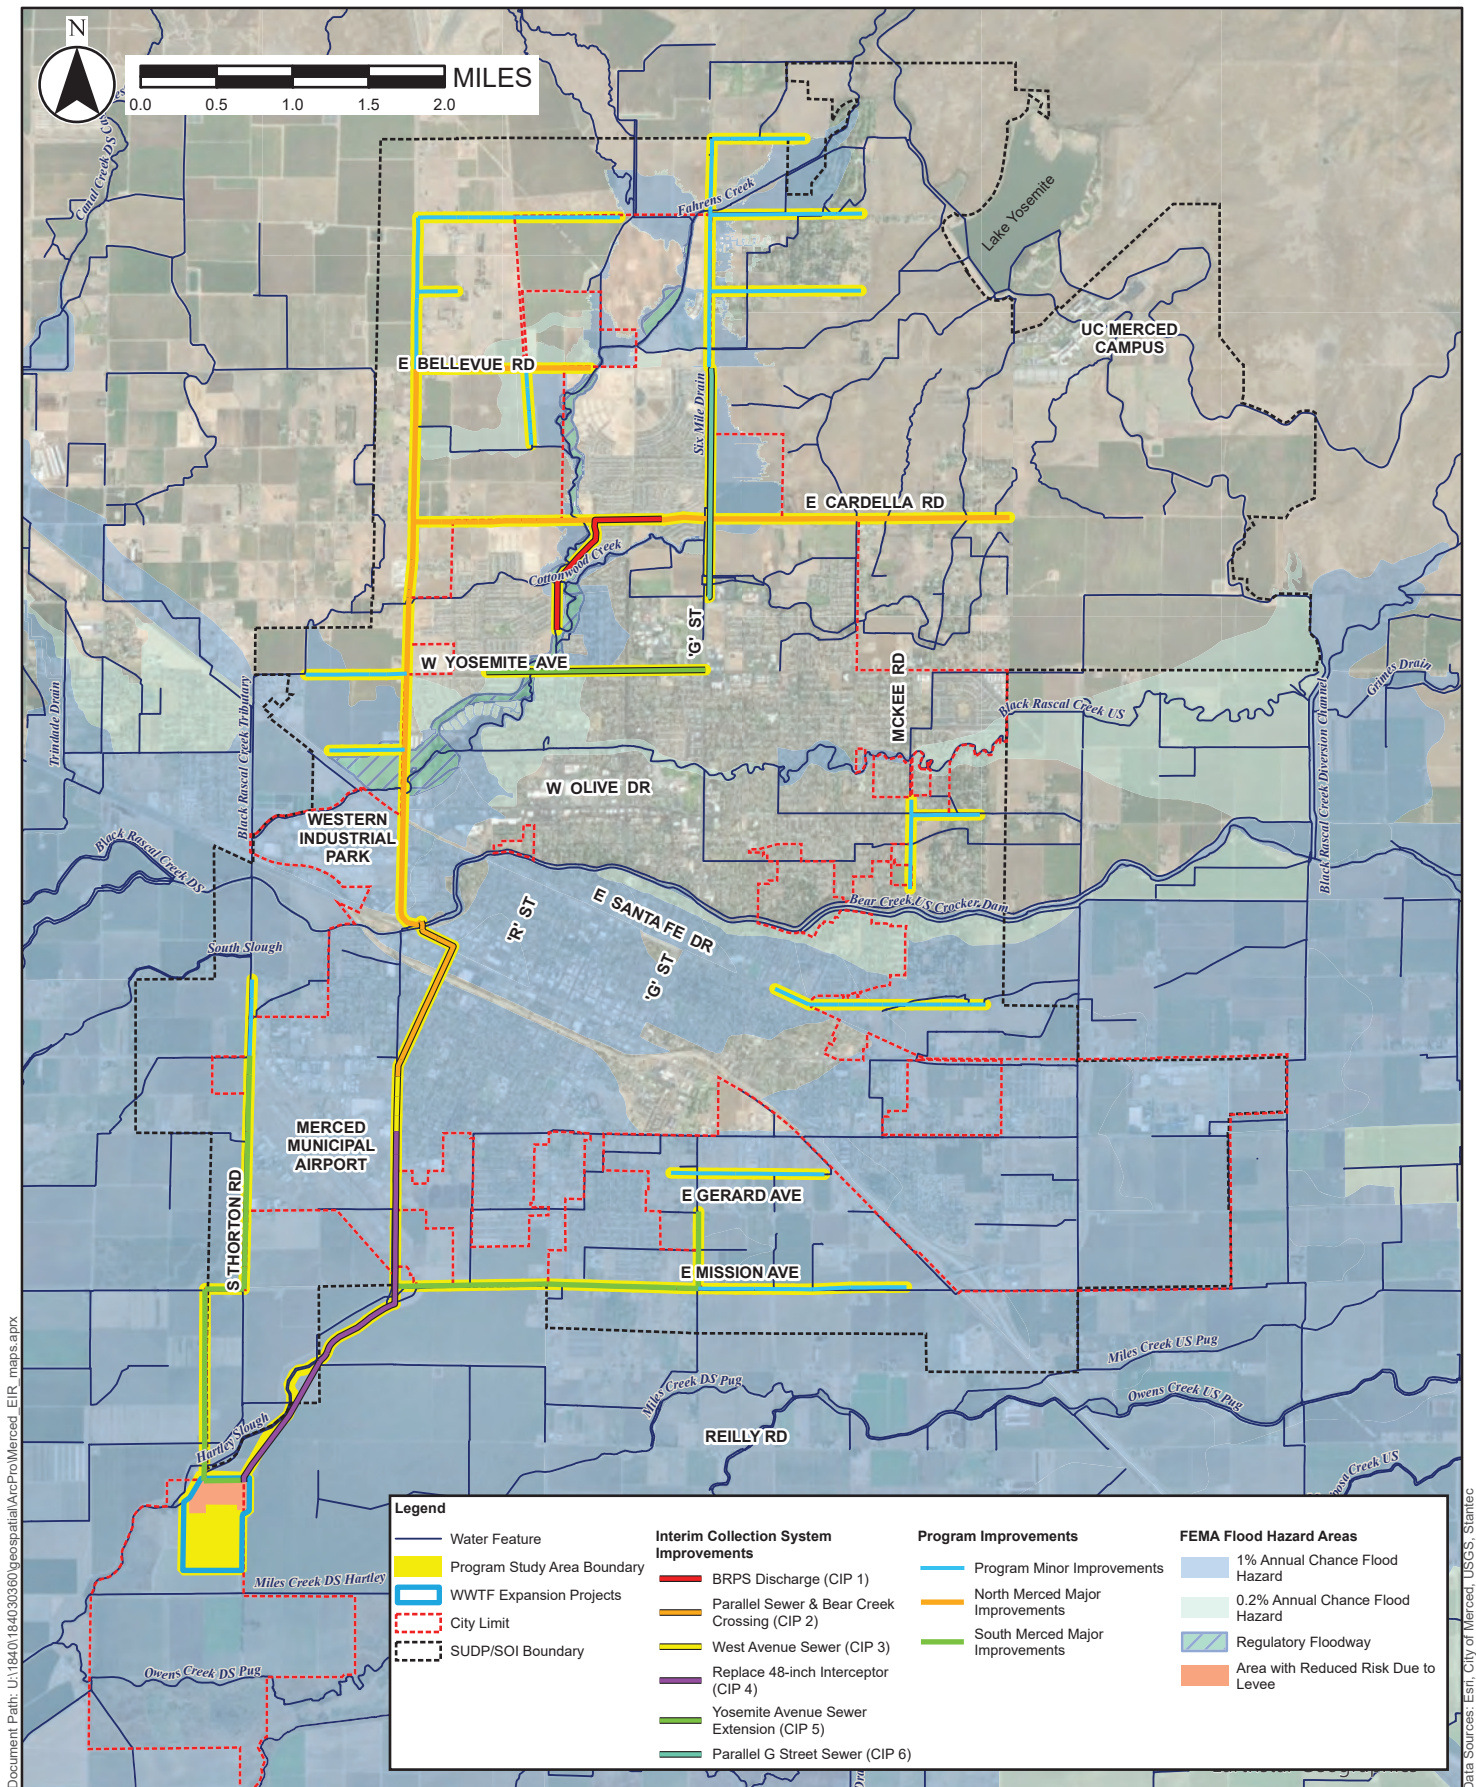 N
MILES
0.0 0.5 1.0 1.5 2.0
Canal Creek DS
Fahrens Creek
Lake Yosemite
UC MERCED
CAMPUS
E BELLEVUE RD
Six Mile Drain
E CARDELLA RD
Cottonwood Creek
'G' ST
W YOSEMITE AVE
MCKEE RD
Black Rascal Creek US
Grimes Drain
Trindade Drain
Black Rascal Creek Tributary
Black Rascal Creek Diversion Channel
W OLIVE DR
WESTERN
INDUSTRIAL
PARK
Black Rascal Creek DS
Bear Creek US Crocker Dam
'R' ST
E SANTA FE DR
'G' ST
South Slough
MERCED
MUNICIPAL
AIRPORT
S THORTON RD
E GERARD AVE
E MISSION AVE
Miles Creek US Pug
Miles Creek DS Pug
Owens Creek US Pug
Hartley Slough
REILLY RD
Creek US
Miles Creek DS Hartley
Owens Creek DS Pug
Legend
Water Feature
Program Study Area Boundary
WWTF Expansion Projects
City Limit
SUDP/SOI Boundary
Interim Collection System
Improvements
BRPS Discharge (CIP 1)
Parallel Sewer & Bear Creek
Crossing (CIP 2)
West Avenue Sewer (CIP 3)
Replace 48-inch Interceptor
(CIP 4)
Yosemite Avenue Sewer
Extension (CIP 5)
Parallel G Street Sewer (CIP 6)
Program Improvements
Program Minor Improvements
North Merced Major
Improvements
South Merced Major
Improvements
FEMA Flood Hazard Areas
1% Annual Chance Flood
Hazard
0.2% Annual Chance Flood
Hazard
Regulatory Floodway
Area with Reduced Risk Due to
Levee
Document Path: U:\1840\184030360\geospatial\ArcPro\Merced_EIR_maps.aprx
Data Sources: Esri, City of Merced, USGS, Stantec